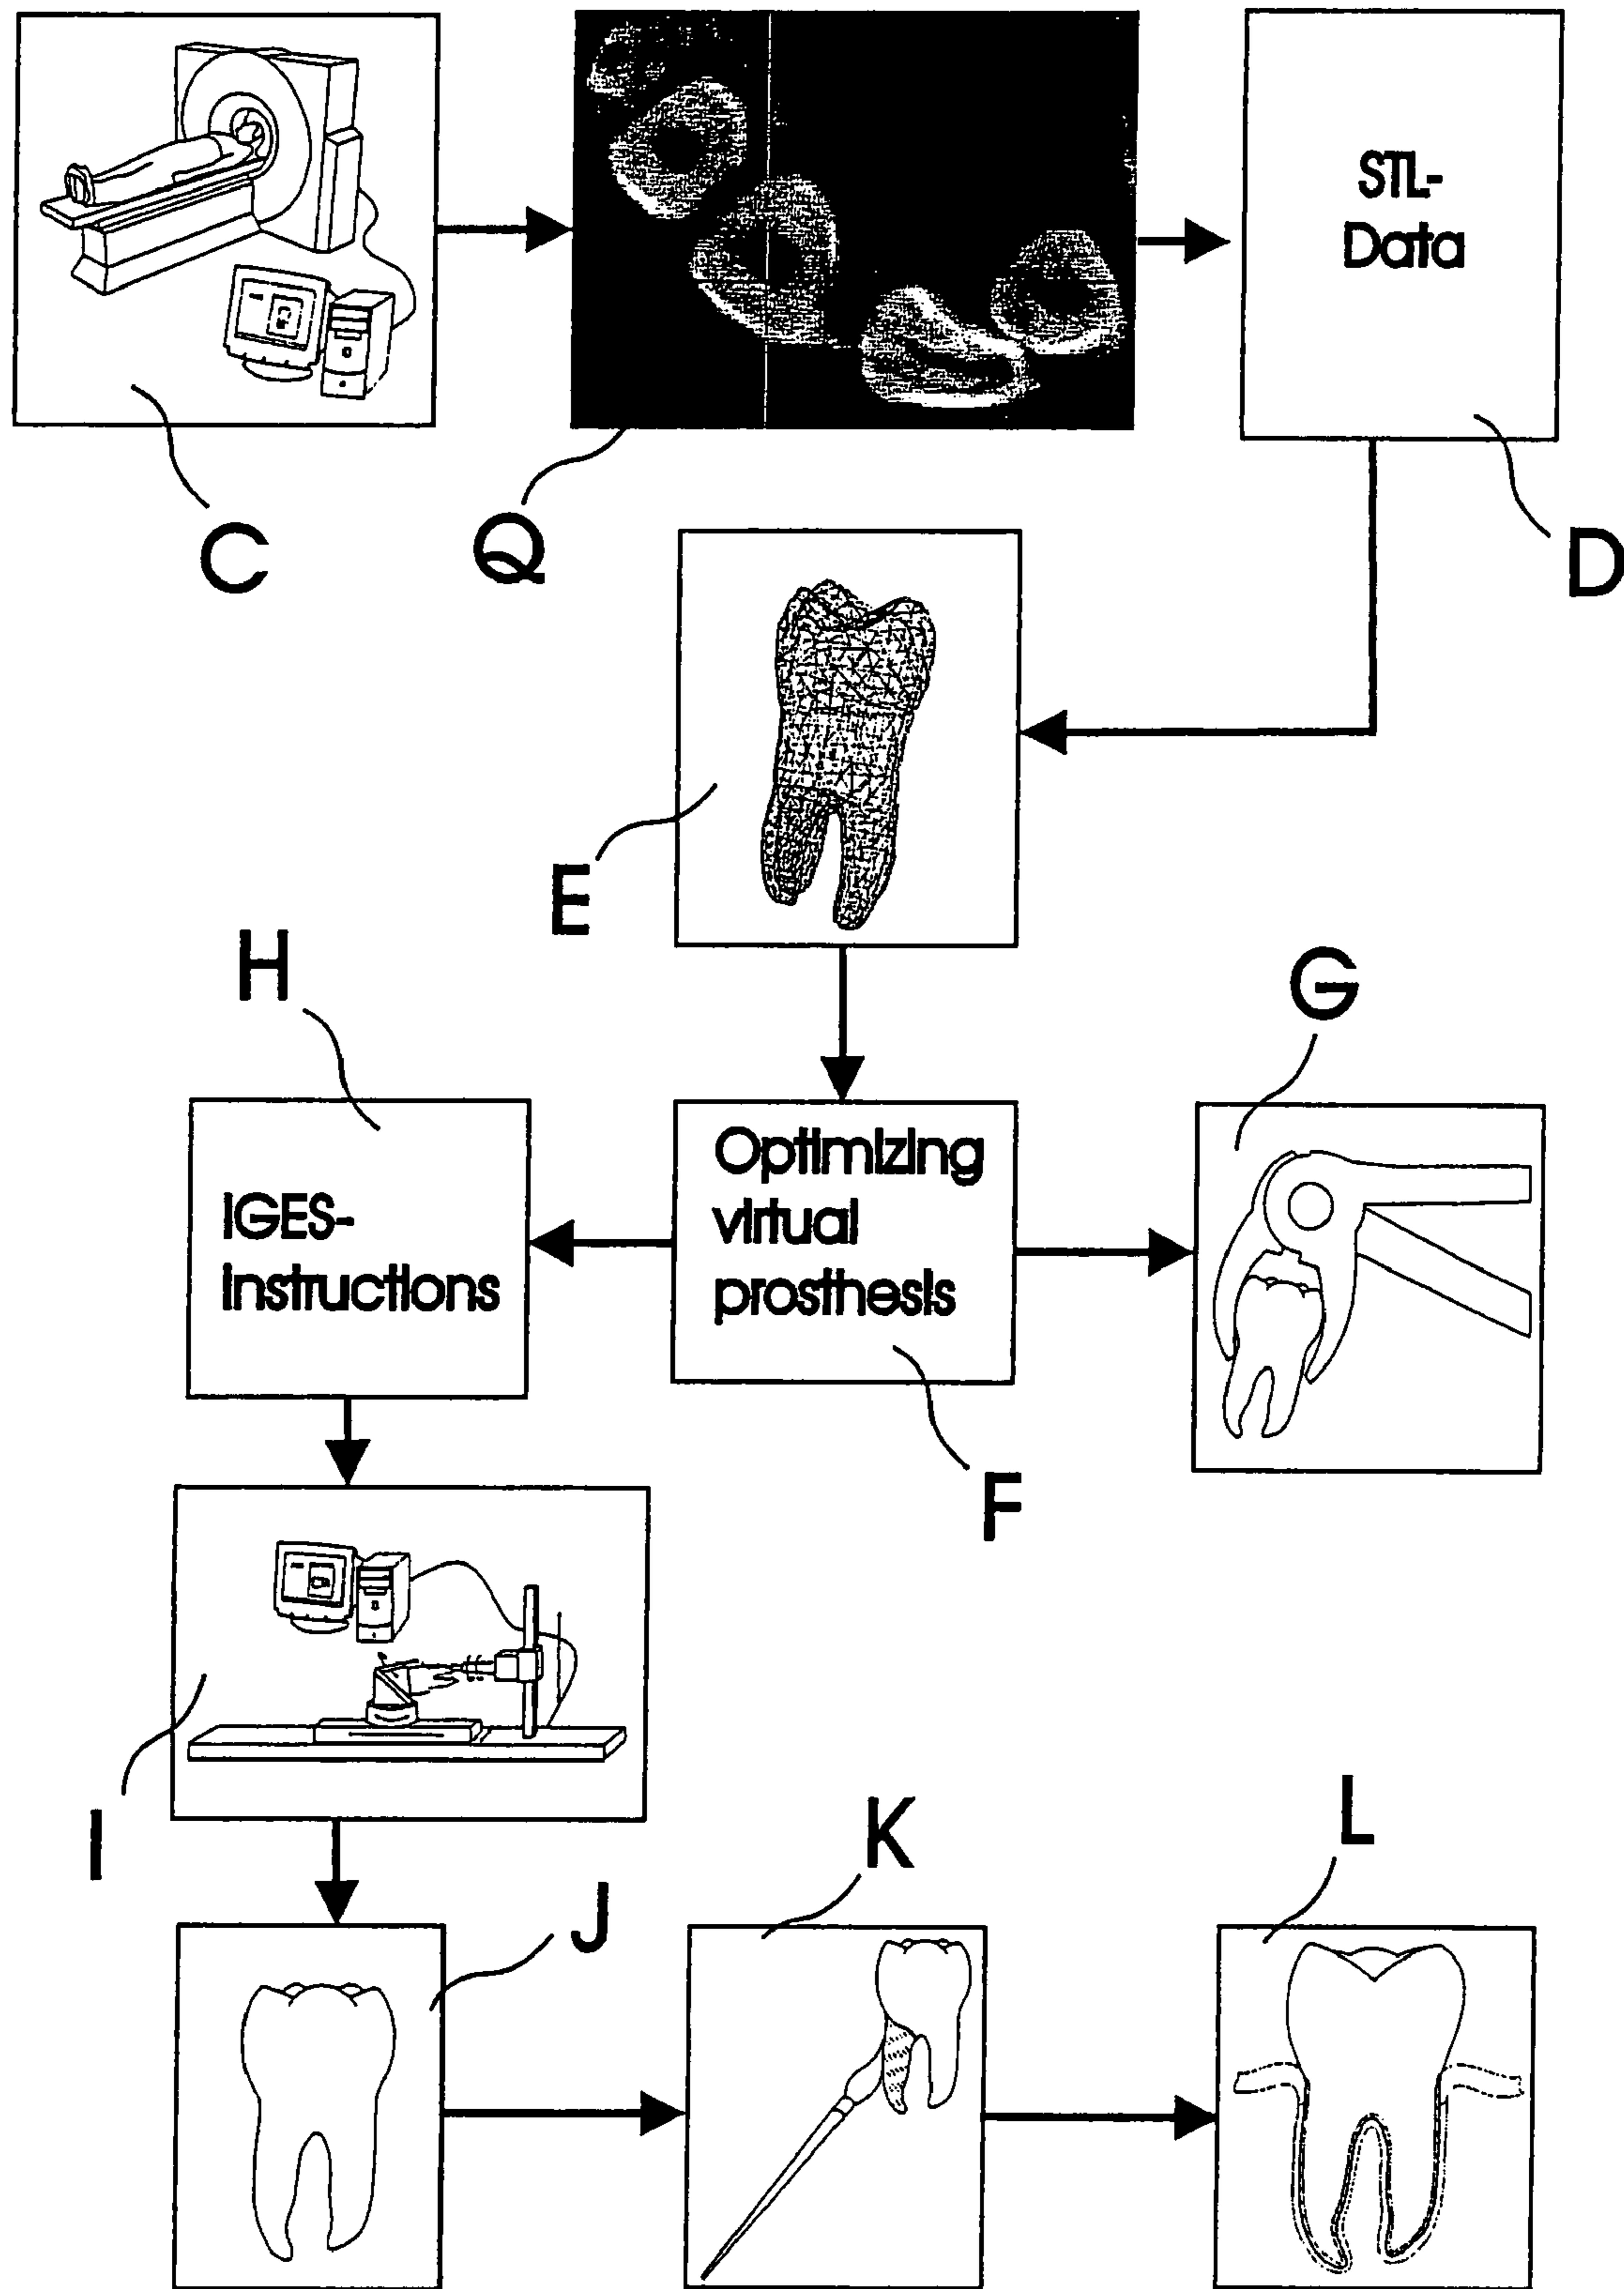 STL-
Data
C
Q
D
E
H
G
IGES-
instructions
Optimizing
virtual
prosthesis
F
I
J
K
L